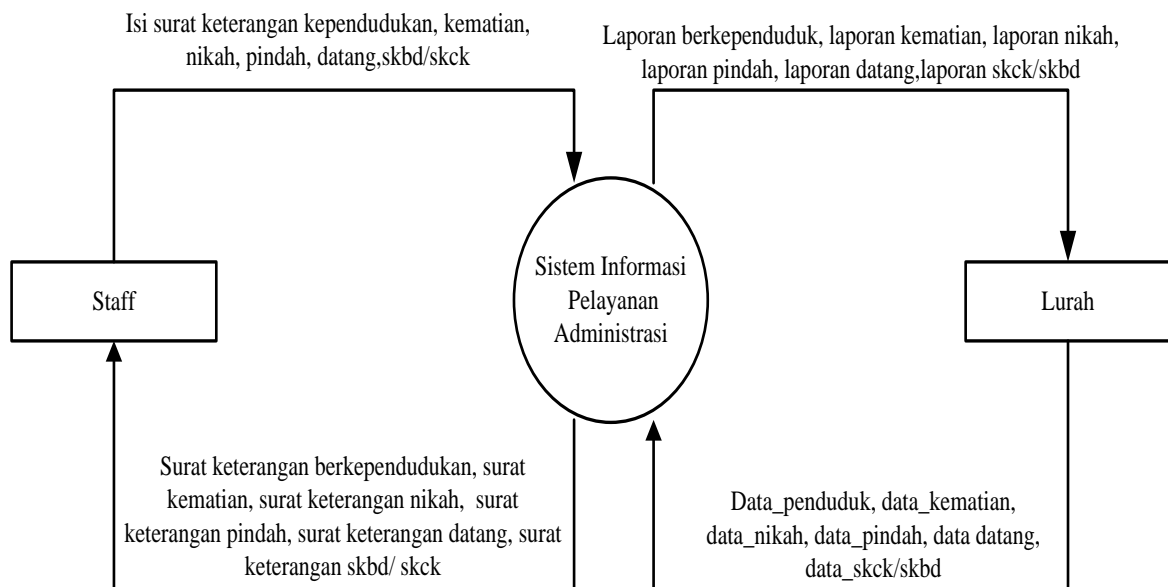 Isi surat keterangan kependudukan, kematian,
nikah, pindah, datang,skbd/skck
Laporan berkependuduk, laporan kematian, laporan nikah,
laporan pindah, laporan datang,laporan skck/skbd
Staff
Sistem Informasi
Pelayanan
Administrasi
Lurah
Surat keterangan berkependudukan, surat
kematian, surat keterangan nikah, surat
keterangan pindah, surat keterangan datang, surat
keterangan skbd/ skck
Data_penduduk, data_kematian,
data_nikah, data_pindah, data datang,
data_skck/skbd